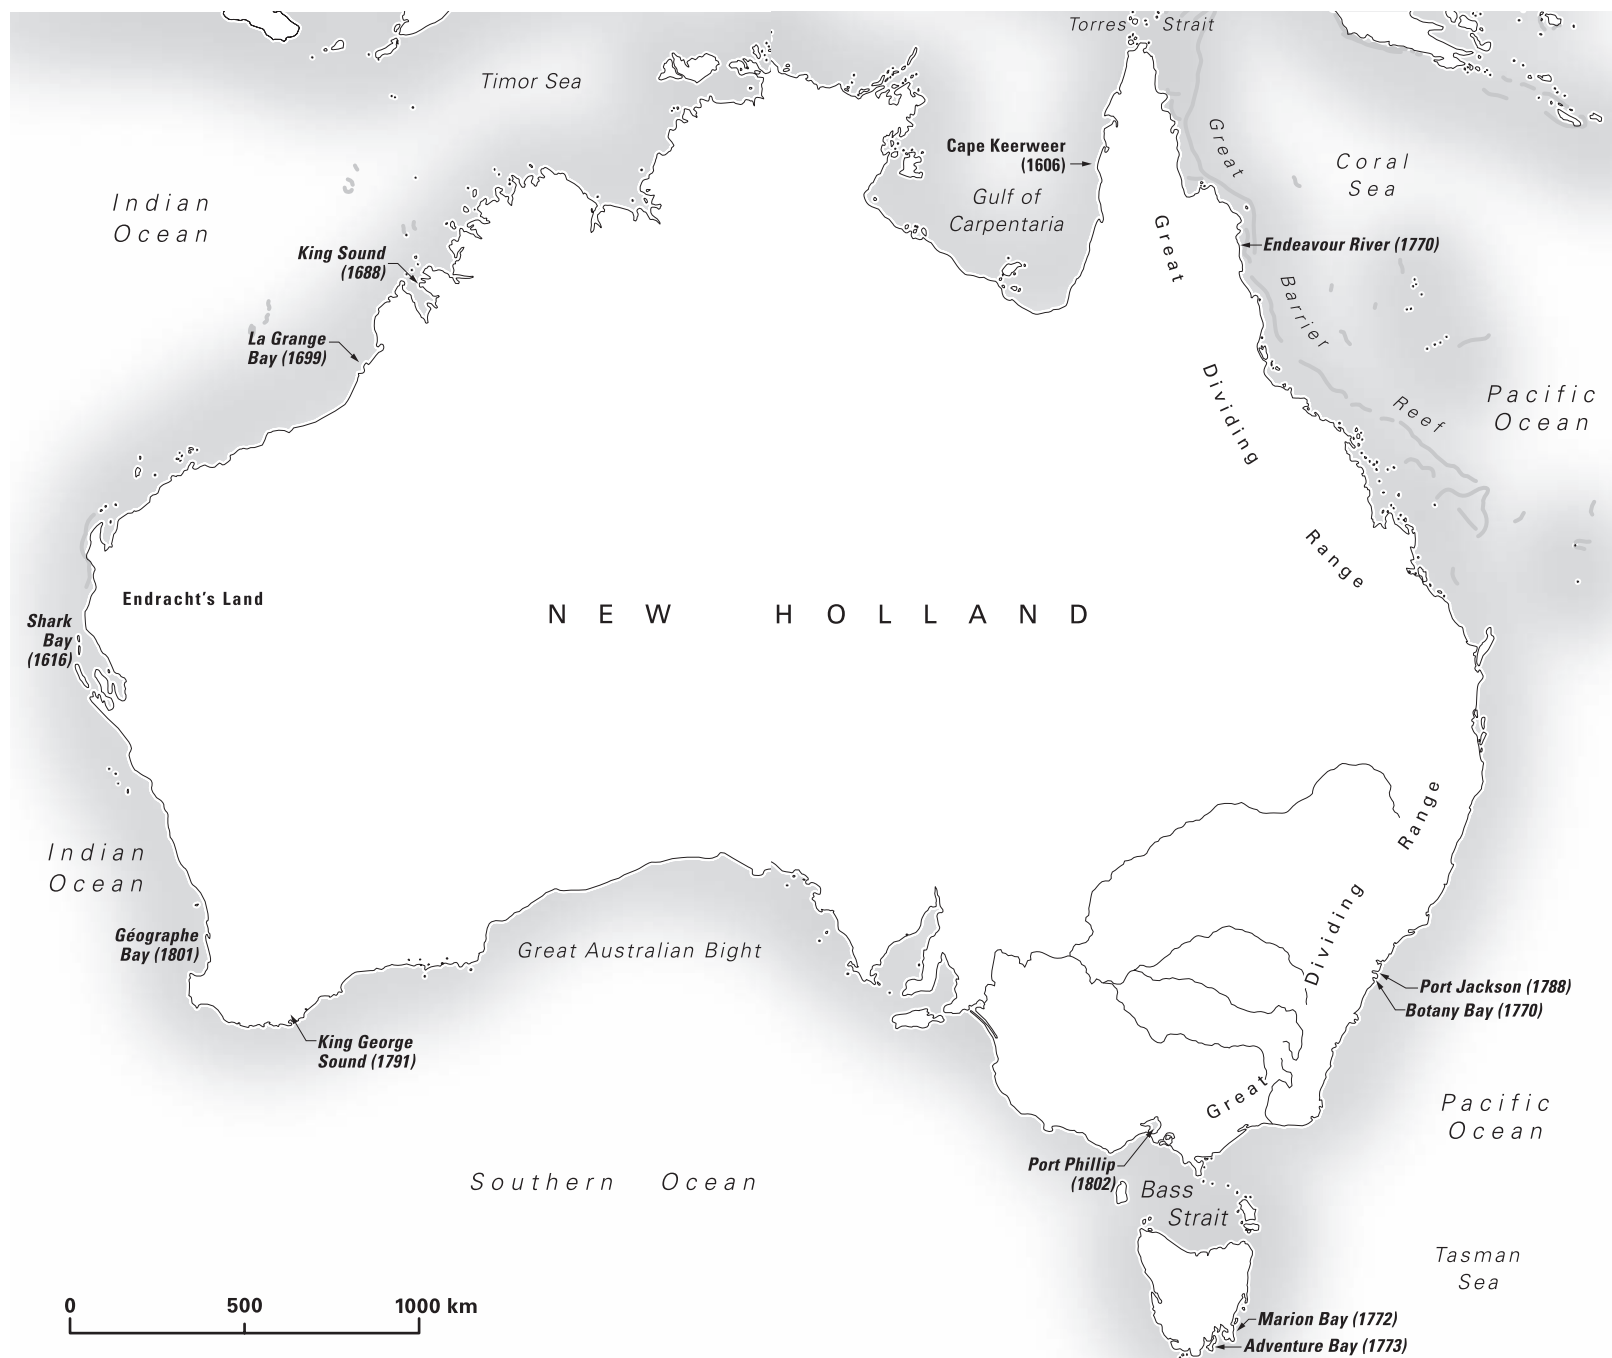 Torres Strait
Timor Sea
Great
Cape Keerweer
(1606)
Coral
Sea
Indian
Ocean
Gulf of
Carpentaria
Great
Endeavour River (1770)
King Sound
(1688)
Barrier
La Grange
Bay (1699)
Dividing
Reef
Pacific
Ocean
Range
Endracht's Land
NEW HOLLAND
Shark
Bay
(1616)
Range
Indian
Ocean
Dividing
Géographe
Bay (1801)
Great Australian Bight
Port Jackson (1788)
Botany Bay (1770)
King George
Sound (1791)
Great
Pacific
Ocean
Port Phillip
(1802)
Southern Ocean
Bass
Strait
Tasman
Sea
0 500 1000 km
Marion Bay (1772)
Adventure Bay (1773)